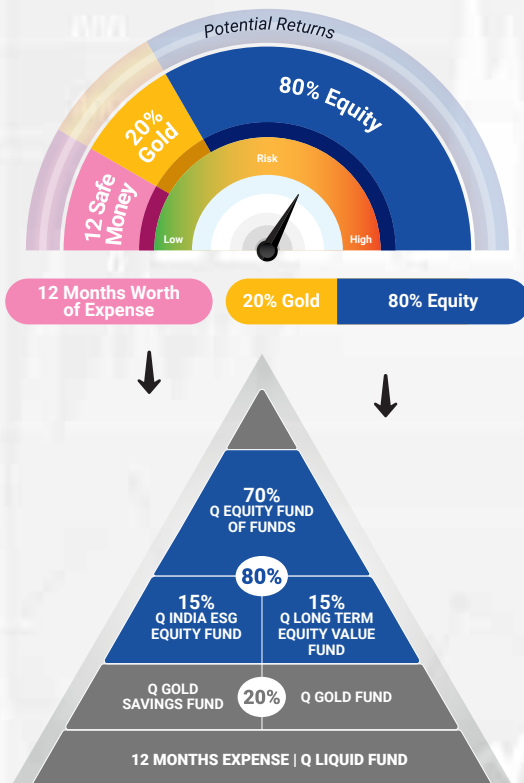 Potential Returns
80% Equity
20%
Gold
12 Safe
Money
Risk
Low
High
12 Months Worth
of Expense
20% Gold
80% Equity
70%
Q EQUITY FUND
OF FUNDS
80%
15%
Q INDIA ESG
EQUITY FUND
15%
Q LONG TERM
EQUITY VALUE
FUND
Q GOLD
SAVINGS FUND
20%
Q GOLD FUND
12 MONTHS EXPENSE | Q LIQUID FUND